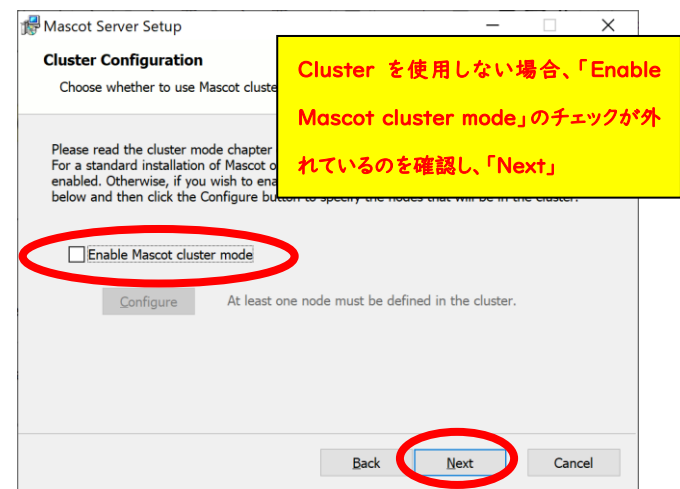 Mascot Server Setup
Cluster Configuration
Choose whether to use Mascot cluste
Cluster を使用しない場合、「Enable
Mascot cluster mode」のチェックが外
れているのを確認し、「Next」
Please read the cluster mode chapter
For a standard installation of Mascot o
enabled. Otherwise, if you wish to ena
below and then click the Configure button to specify the nodes that will be in the cluster.
Enable Mascot cluster mode
Configure At least one node must be defined in the cluster.
Back Next Cancel